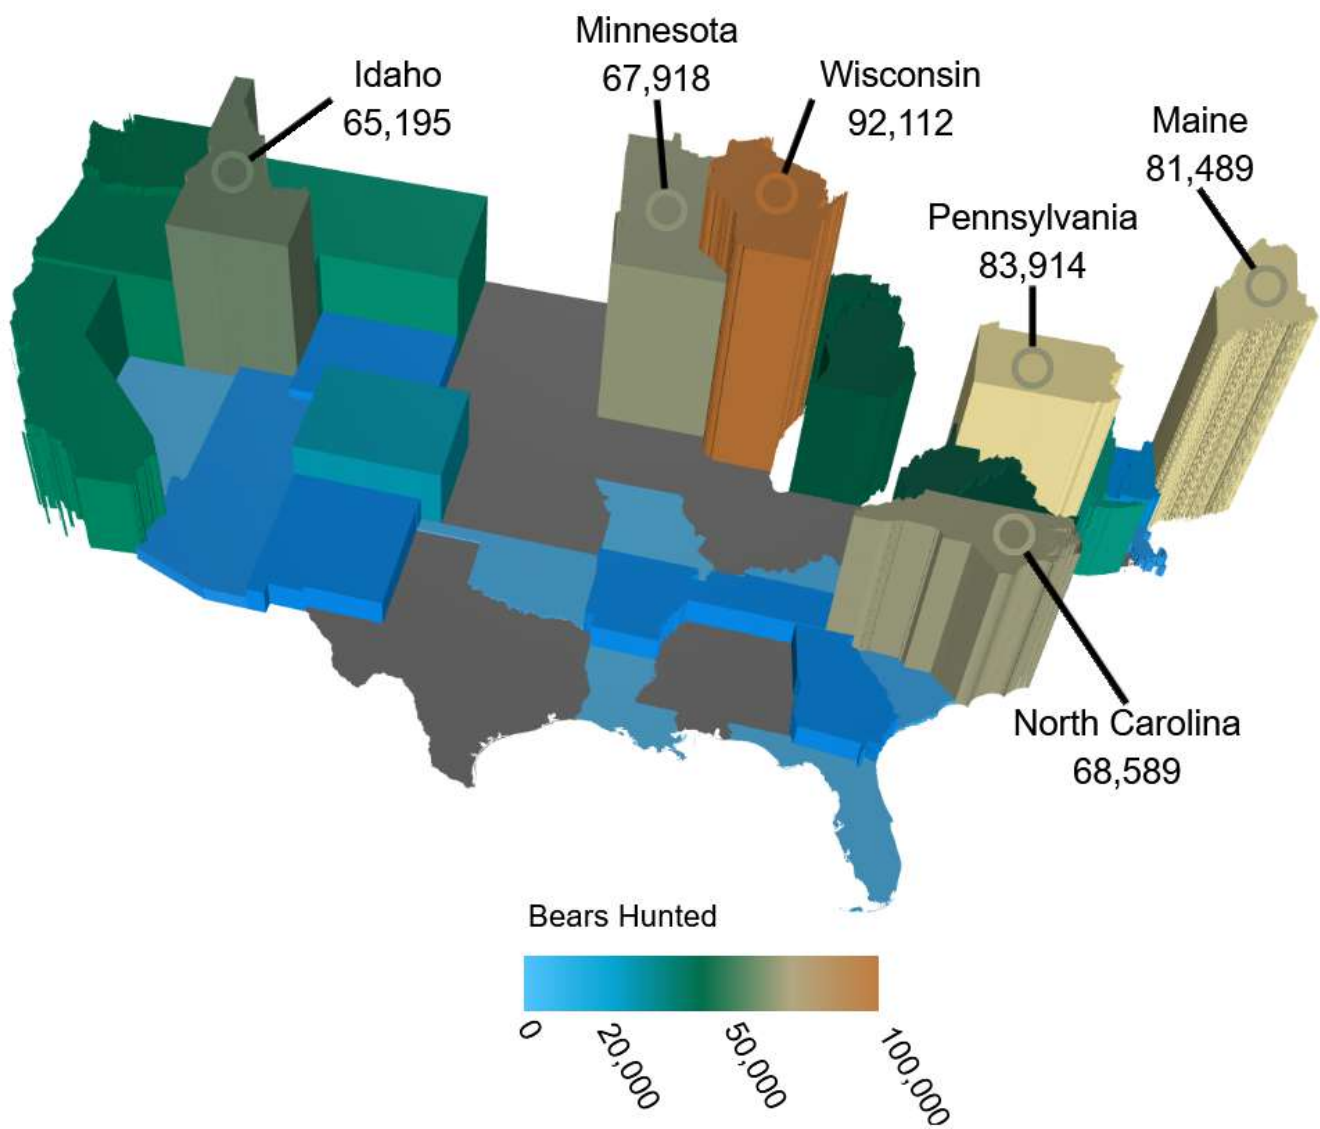 Minnesota
67,918
Idaho
65,195
Wisconsin
92,112
Maine
81,489
Pennsylvania
83,914
North Carolina
68,589
Bears Hunted
0
20,000
50,000
100,000